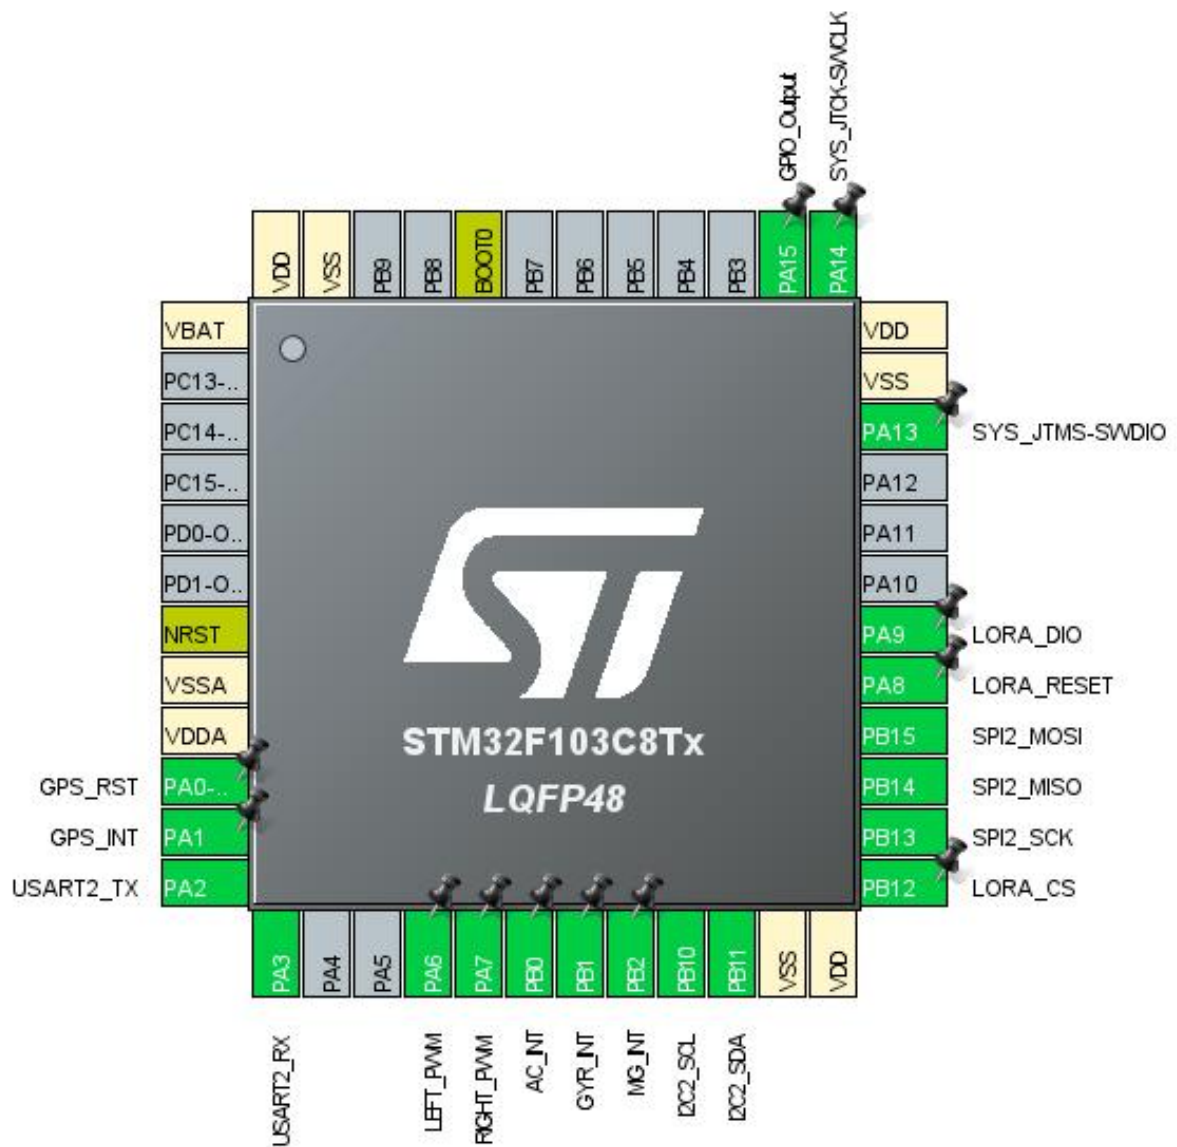 GPIO_Output
SYS_JTCK-SWCLK
VDD
VSS
PB9
PB8
BOOT0
PB7
PB6
PB5
PB4
PB3
PA15
PA14
VBAT
PC13-..
PC14-..
PC15-..
PD0-O..
PD1-O..
NRST
VSSA
VDDA
GPS_RST PA0-..
GPS_INT PA1
USART2_TX PA2
STM32F103C8Tx
LQFP48
VDD
VSS
PA13 SYS_JTMS-SWDIO
PA12
PA11
PA10
PA9 LORA_DIO
PA8 LORA_RESET
PB15 SPI2_MOSI
PB14 SPI2_MISO
PB13 SPI2_SCK
PB12 LORA_CS
PA3
PA4
PA5
PA6
PA7
PB0
PB1
PB2
PB10
PB11
VSS
VDD
USART2_RX
LEFT_PWM
RIGHT_PWM
AC_INT
GYR_INT
MG_INT
I2C2_SCL
I2C2_SDA